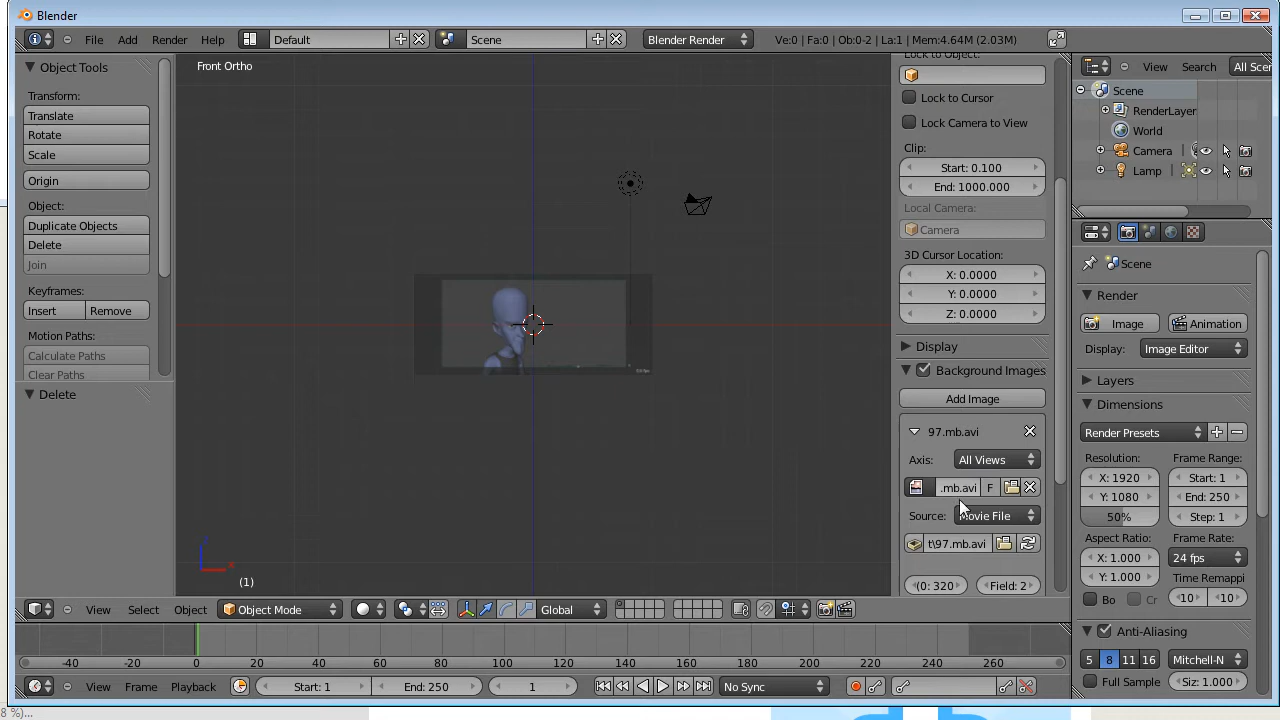 Blender
File Add Render Help Default Scene Blender Render Ve:0 | Fa:0 | Ob:0-2 | La:1 | Mem:4.64M (2.03M)
Object Tools
Transform:
Translate
Rotate
Scale
Origin
Object:
Duplicate Objects
Delete
Join
Keyframes:
Insert Remove
Motion Paths:
Calculate Paths
Clear Paths
Delete
Front Ortho
(1)
Lock to Object:
Lock to Cursor
Lock Camera to View
Clip:
Start: 0.100
End: 1000.000
Local Camera:
Camera
3D Cursor Location:
X: 0.0000
Y: 0.0000
Z: 0.0000
Display
Background Images
Add Image
97.mb.avi
Axis: All Views
.mb.avi F
Source: Movie File
t\97.mb.avi
(0: 320 Field: 2
View Search All Scer
Scene
RenderLayer
World
Camera
Lamp
Scene
Render
Image Animation
Display: Image Editor
Layers
Dimensions
Render Presets
Resolution: Frame Range:
X: 1920 Start: 1
Y: 1080 End: 250
50% Step: 1
Aspect Ratio: Frame Rate:
X: 1.000 24 fps
Y: 1.000 Time Remappi
Bo Cr 10 10
Anti-Aliasing
5 8 11 16 Mitchell-N
Full Sample Siz: 1.000
View Select Object Object Mode Global
-40 -20 0 20 40 60 80 100 120 140 160 180 200 220 240 260
View Frame Playback Start: 1 End: 250 1 No Sync
8 %)...